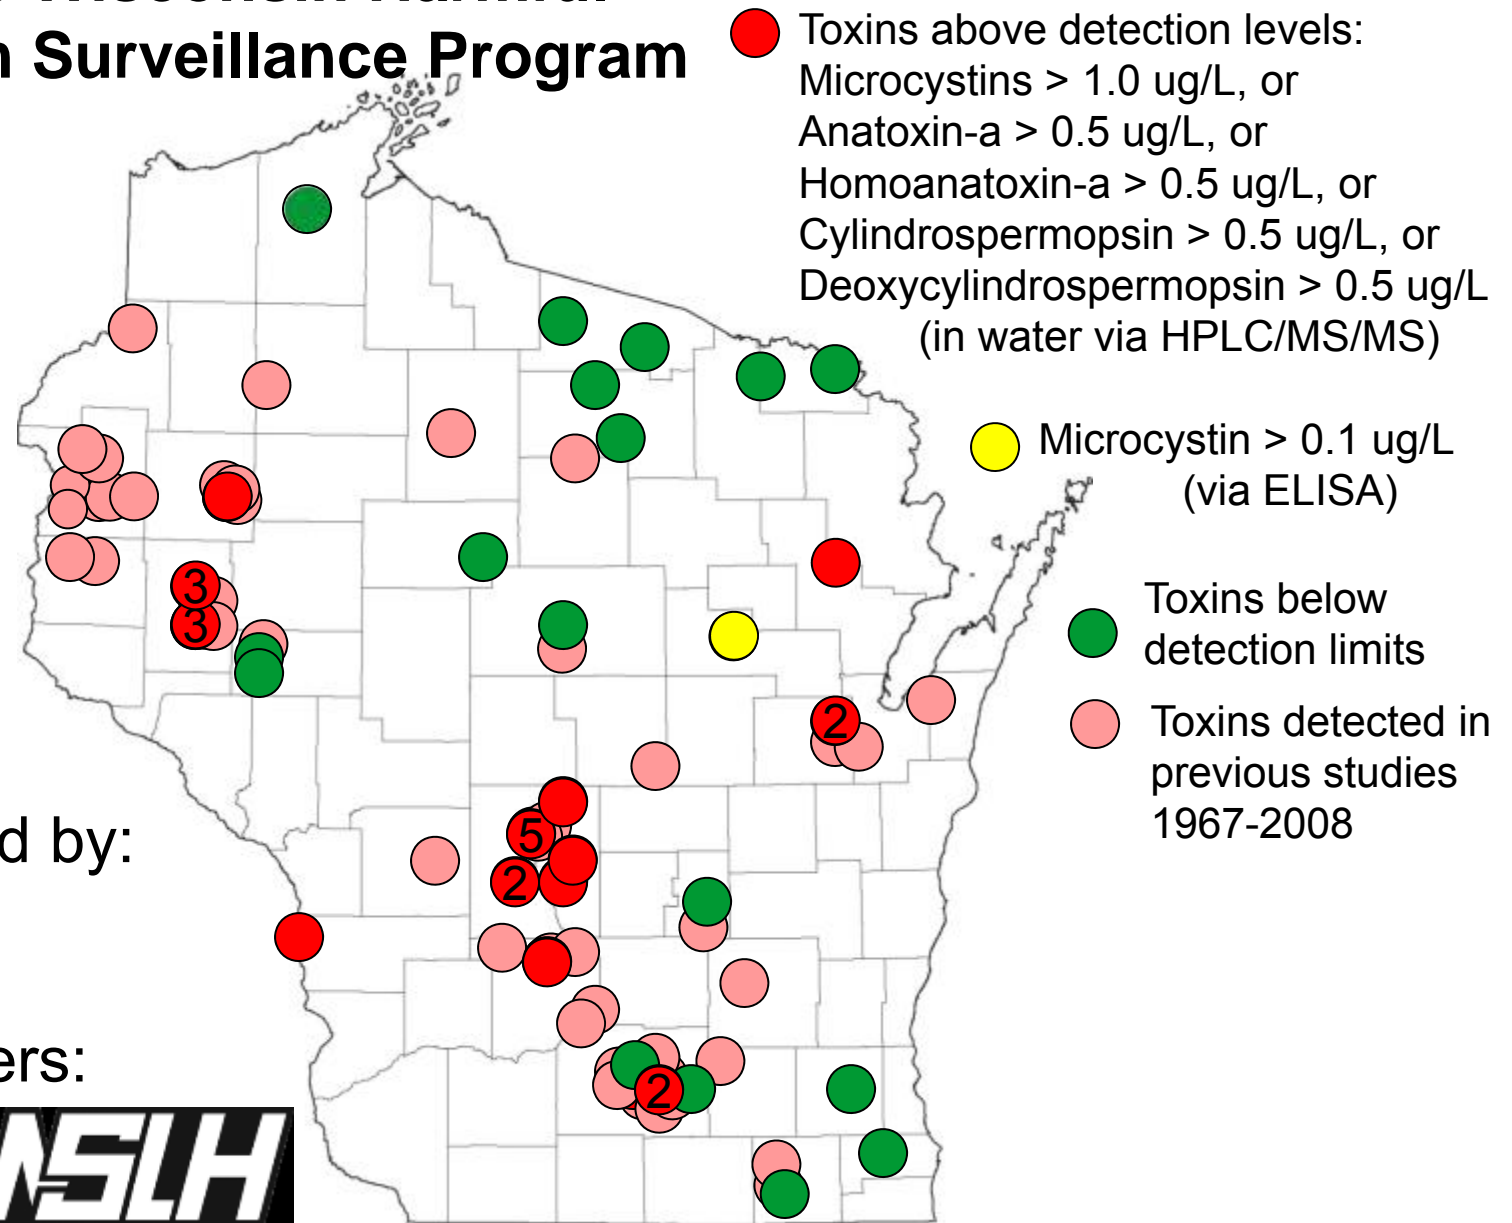 Surveillance Program
Toxins above detection levels:
Microcystins > 1.0 ug/L, or
Anatoxin-a > 0.5 ug/L, or
Homoanatoxin-a > 0.5 ug/L, or
Cylindrospermopsin > 0.5 ug/L, or
Deoxycylindrospermopsin > 0.5 ug/L
(in water via HPLC/MS/MS)
Microcystin > 0.1 ug/L
(via ELISA)
Toxins below
detection limits
Toxins detected in
previous studies
1967-2008
3
3
2
5
2
2
d by:
ers:
SLH